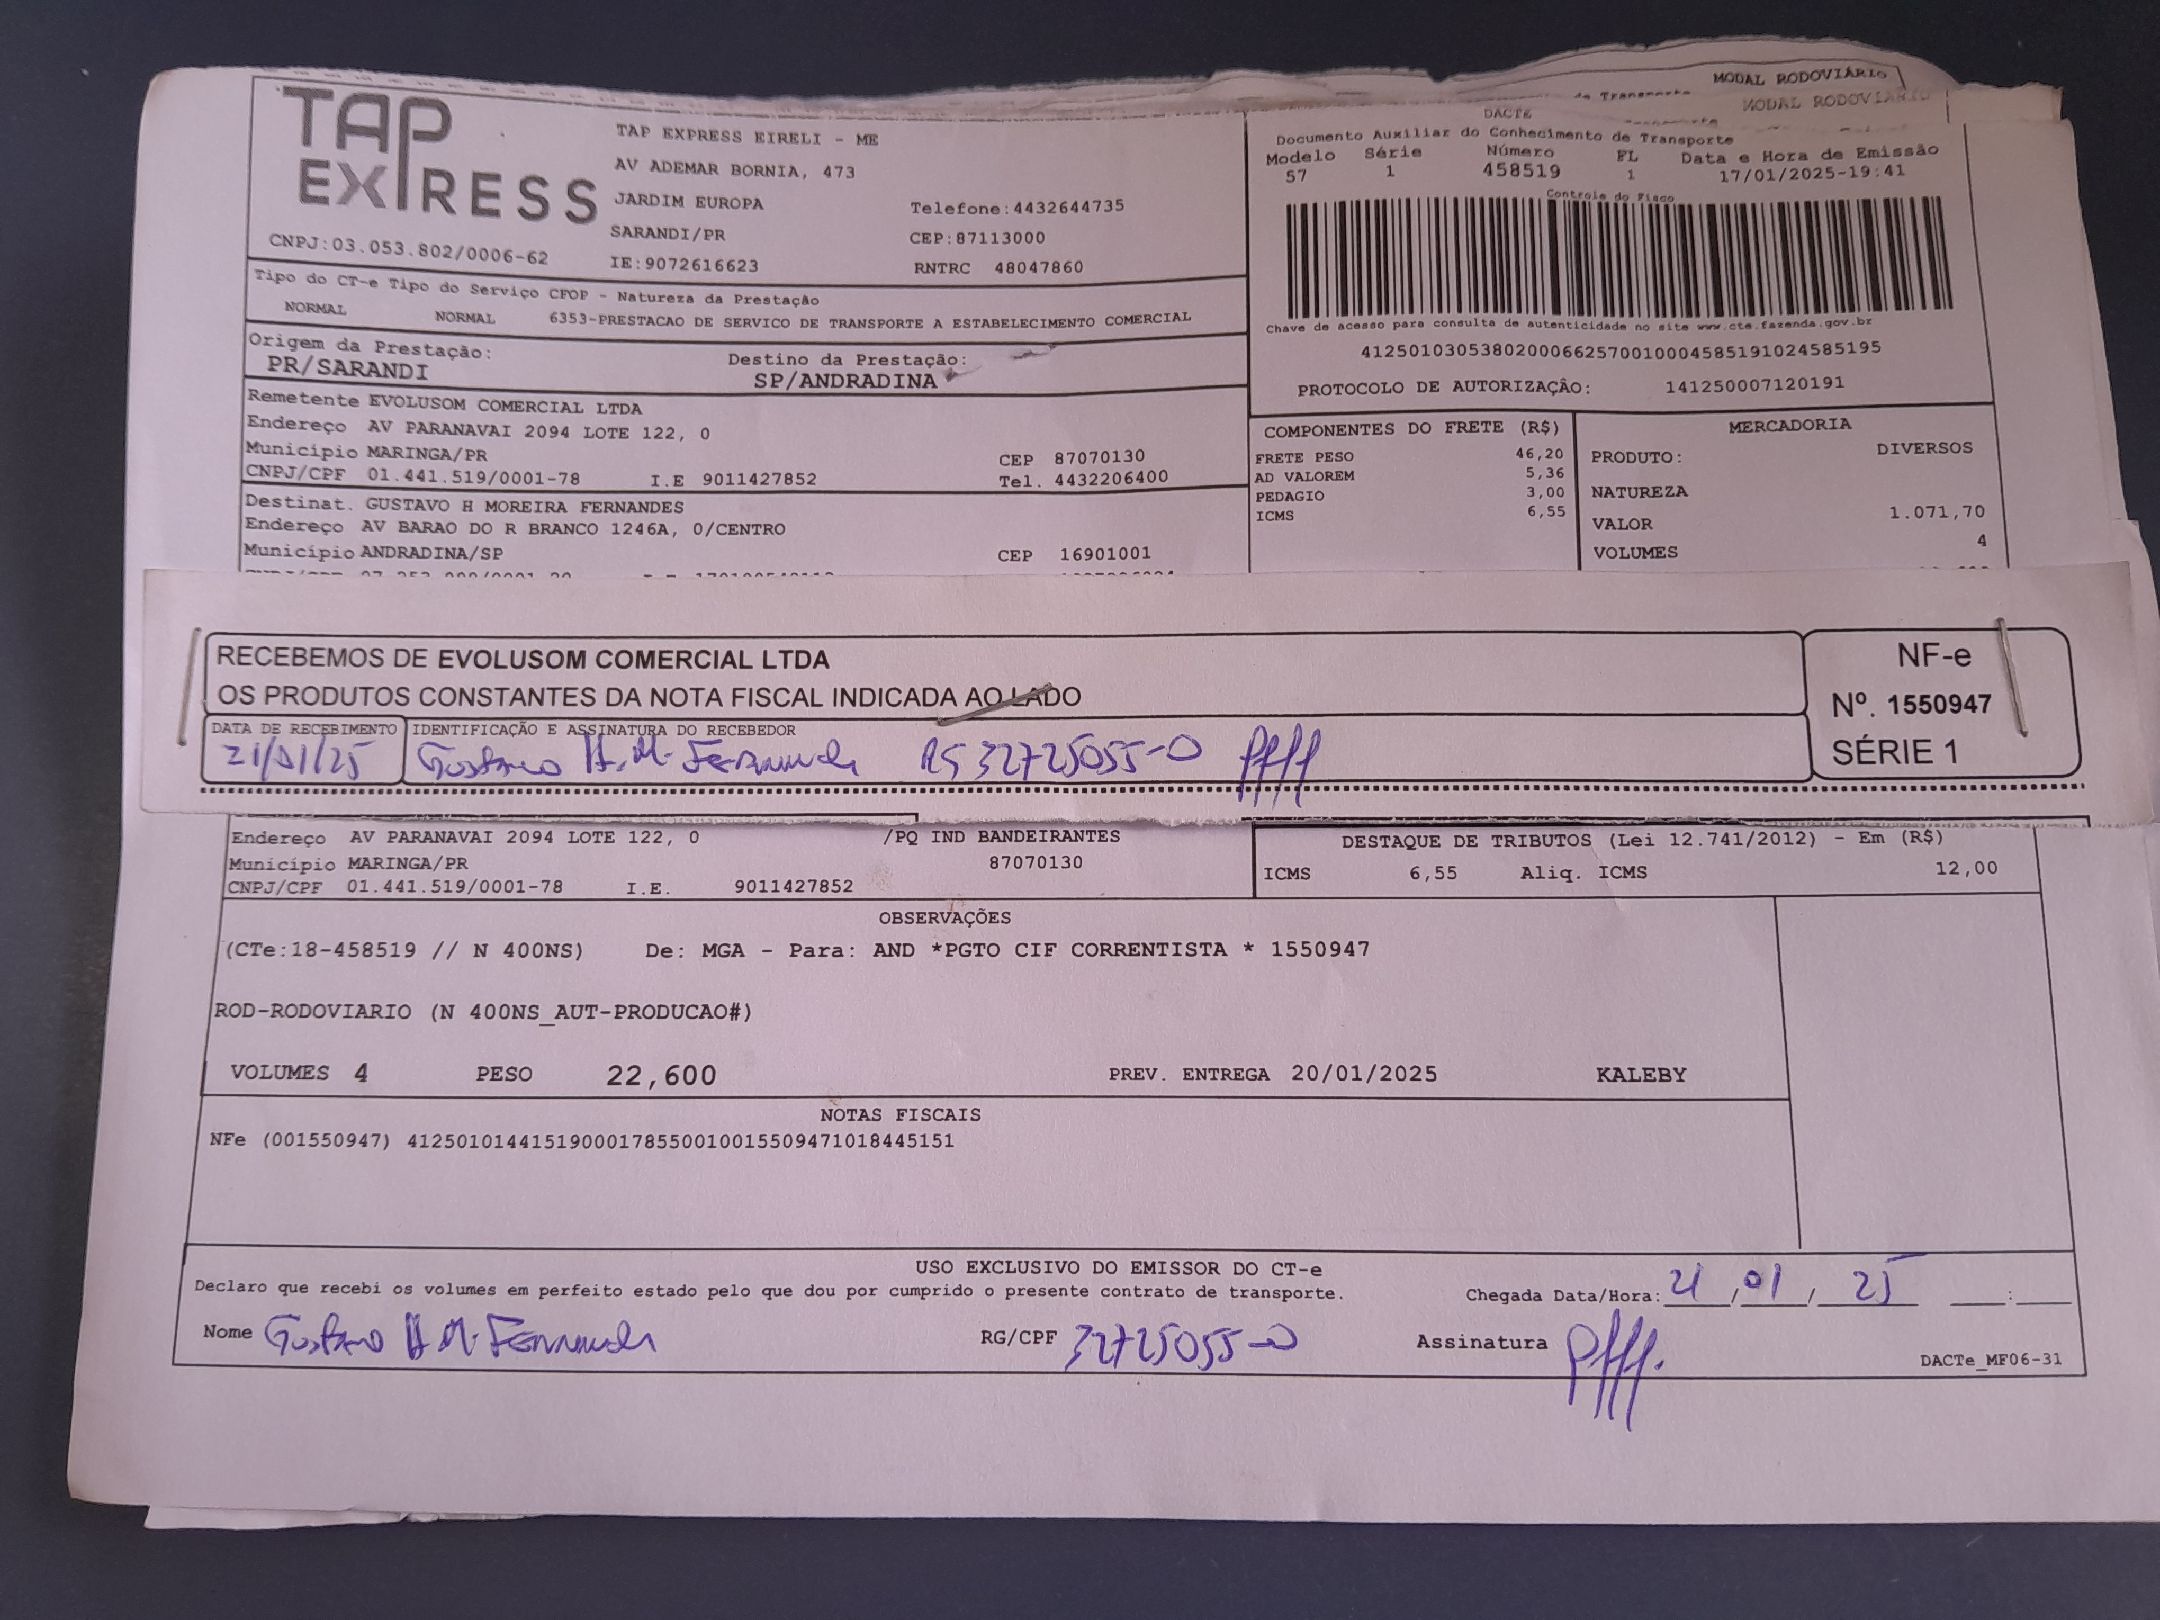 MODAL RODOVIÁRIO
MODAL RODOVIÁRIO
TAP
EXPRESS
CNPJ:03.053.802/0006-62
TAP EXPRESS EIRELI - ME
AV ADEMAR BORNIA, 473
JARDIM EUROPA
Telefone:4432644735
SARANDI/PR
CEP:87113000
IE:9072616623
RNTRC 48047860
DACTE
Documento Auxiliar do Conhecimento de Transporte
Modelo Série Número FL Data e Hora de Emissão
57 1 458519 1 17/01/2025-19:41
Controle do Fisco
Chave de acesso para consulta de autenticidade no site www.cte.fazenda.gov.br
41250103053802000662570010004585191024585195
PROTOCOLO DE AUTORIZAÇÃO: 141250007120191
Tipo do CT-e Tipo do Serviço CFOP - Natureza da Prestação
NORMAL NORMAL 6353-PRESTACAO DE SERVICO DE TRANSPORTE A ESTABELECIMENTO COMERCIAL
Origem da Prestação: Destino da Prestação:
PR/SARANDI SP/ANDRADINA
Remetente EVOLUSOM COMERCIAL LTDA
Endereço AV PARANAVAI 2094 LOTE 122, 0
Município MARINGA/PR CEP 87070130
CNPJ/CPF 01.441.519/0001-78 I.E 9011427852 Tel. 4432206400
Destinat. GUSTAVO H MOREIRA FERNANDES
Endereço AV BARAO DO R BRANCO 1246A, 0/CENTRO
Município ANDRADINA/SP CEP 16901001
COMPONENTES DO FRETE (R$)
FRETE PESO 46,20
AD VALOREM 5,36
PEDAGIO 3,00
ICMS 6,55
MERCADORIA
PRODUTO: DIVERSOS
NATUREZA
VALOR 1.071,70
VOLUMES 4
RECEBEMOS DE EVOLUSOM COMERCIAL LTDA
OS PRODUTOS CONSTANTES DA NOTA FISCAL INDICADA AO LADO
DATA DE RECEBIMENTO IDENTIFICAÇÃO E ASSINATURA DO RECEBEDOR
21/01/25 Gustavo H. M. Fernandes RG 32725055-0
NF-e
Nº. 1550947
SÉRIE 1
Endereço AV PARANAVAI 2094 LOTE 122, 0 /PQ IND BANDEIRANTES
Município MARINGA/PR 87070130
CNPJ/CPF 01.441.519/0001-78 I.E. 9011427852
DESTAQUE DE TRIBUTOS (Lei 12.741/2012) - Em (R$)
ICMS 6,55 Aliq. ICMS 12,00
OBSERVAÇÕES
(CTe:18-458519 // N 400NS) De: MGA - Para: AND *PGTO CIF CORRENTISTA * 1550947
ROD-RODOVIARIO (N 400NS_AUT-PRODUCAO#)
VOLUMES 4 PESO 22,600 PREV. ENTREGA 20/01/2025 KALEBY
NOTAS FISCAIS
NFe (001550947) 41250101441519000178550010015509471018445151
USO EXCLUSIVO DO EMISSOR DO CT-e
Declaro que recebi os volumes em perfeito estado pelo que dou por cumprido o presente contrato de transporte.
Chegada Data/Hora: 21/01/25 :
Nome Gustavo H M Fernandes RG/CPF 32725055-0 Assinatura
DACTe_MF06-31